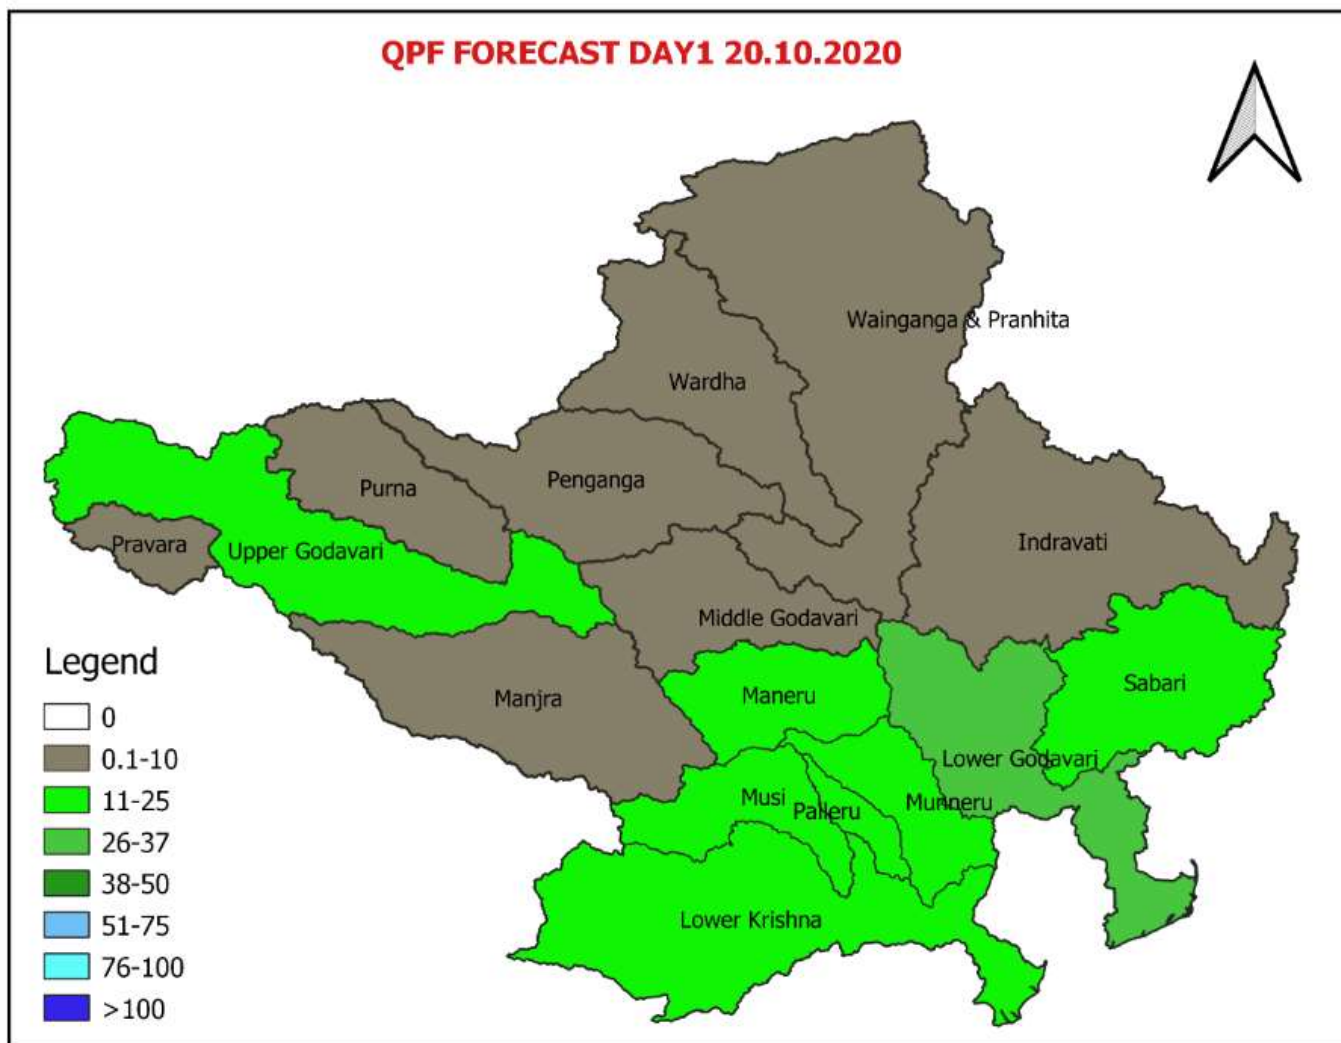 QPF FORECAST DAY1 20.10.2020
Wainganga & Pranhita
Wardha
Purna
Penganga
Pravara
Upper Godavari
Indravati
Middle Godavari
Manjra
Maneru
Sabari
Lower Godavari
Musi
Palleru
Munneru
Lower Krishna
Legend
0
0.1-10
11-25
26-37
38-50
51-75
76-100
>100